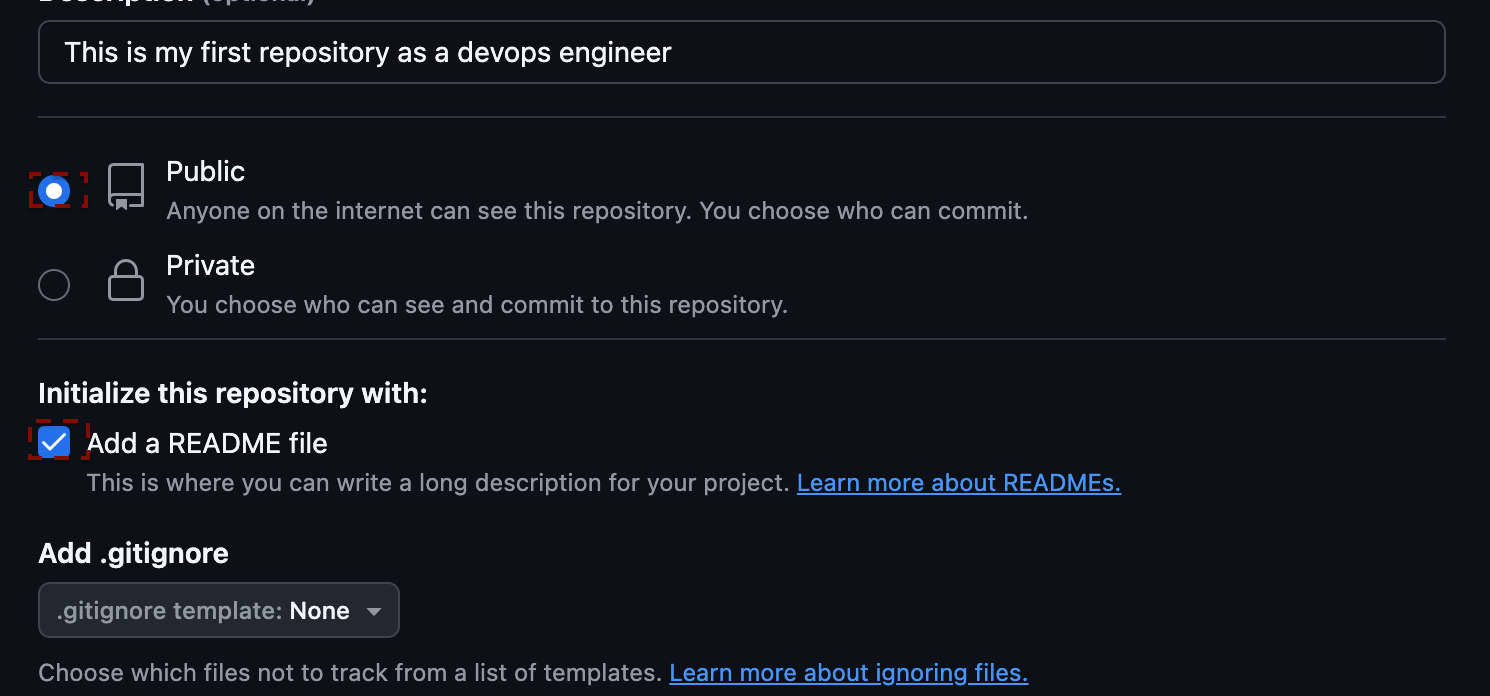 Description (optional)
This is my first repository as a devops engineer
Public
Anyone on the internet can see this repository. You choose who can commit.
Private
You choose who can see and commit to this repository.
Initialize this repository with:
Add a README file
This is where you can write a long description for your project. Learn more about READMEs.
Add .gitignore
.gitignore template: None
Choose which files not to track from a list of templates. Learn more about ignoring files.